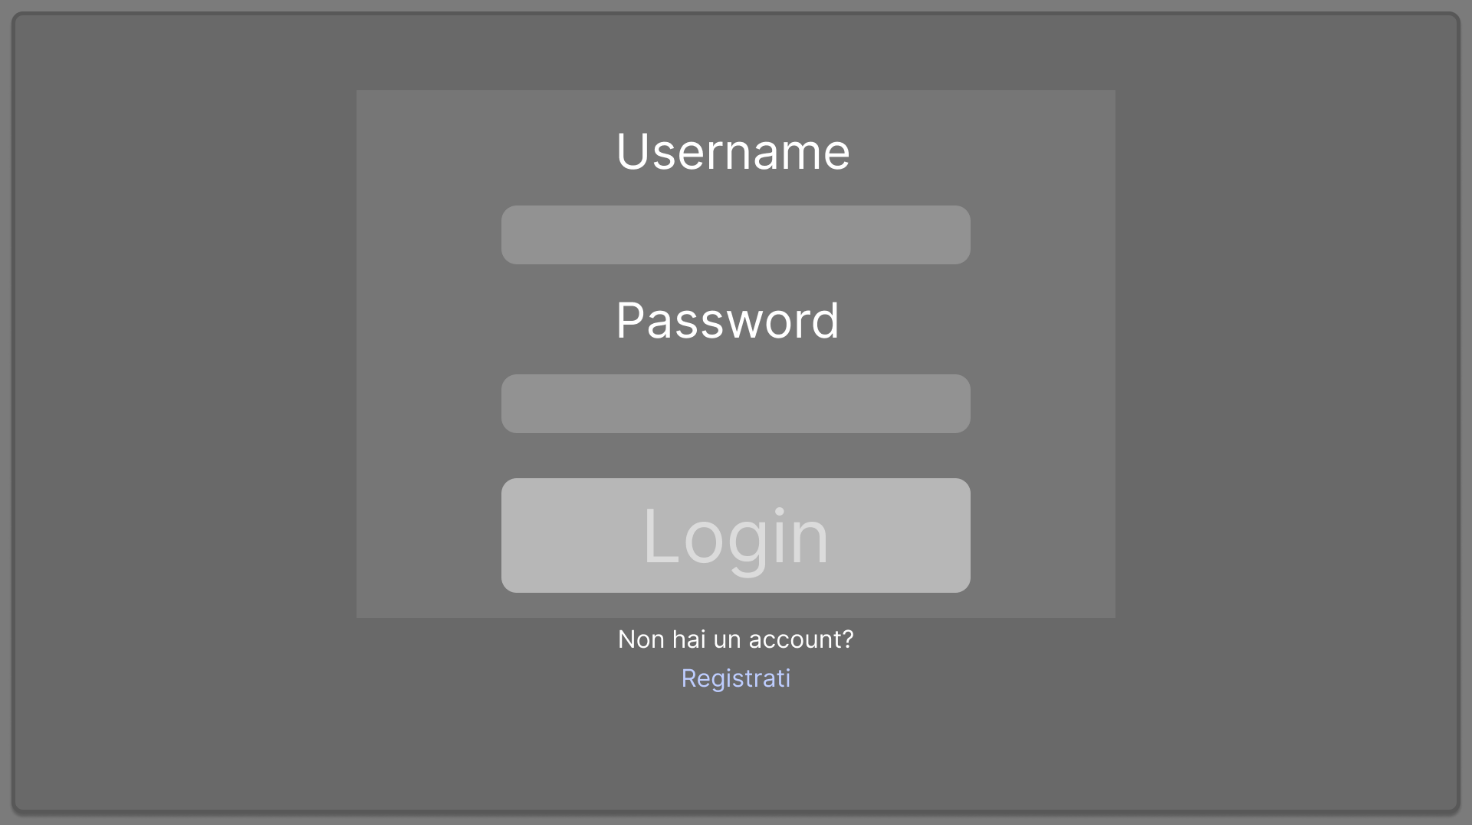 Username
Password
Login
Non hai un account?
Registrati